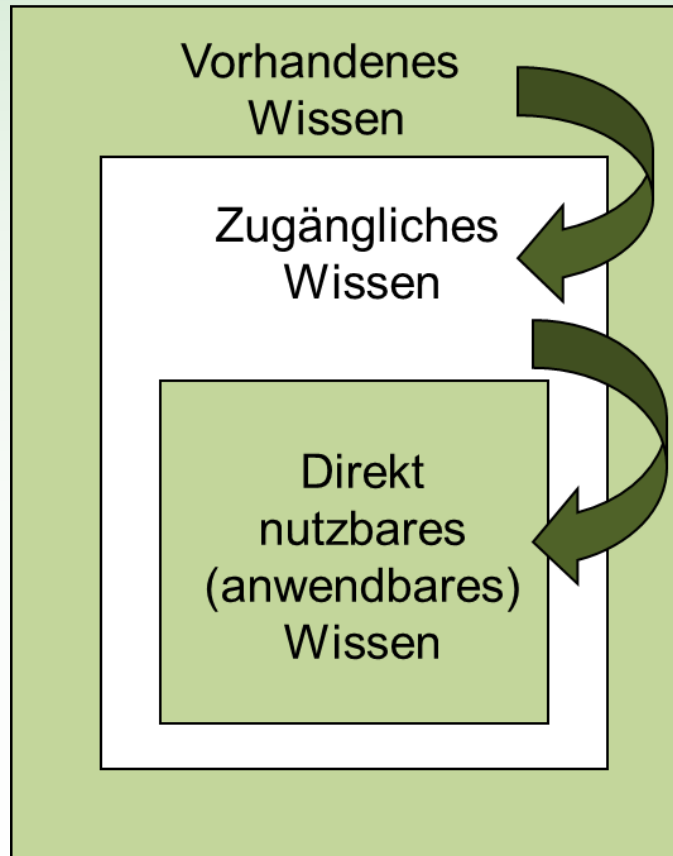 Vorhandenes
Wissen
Zugängliches
Wissen
Direkt
nutzbares
(anwendbares)
Wissen